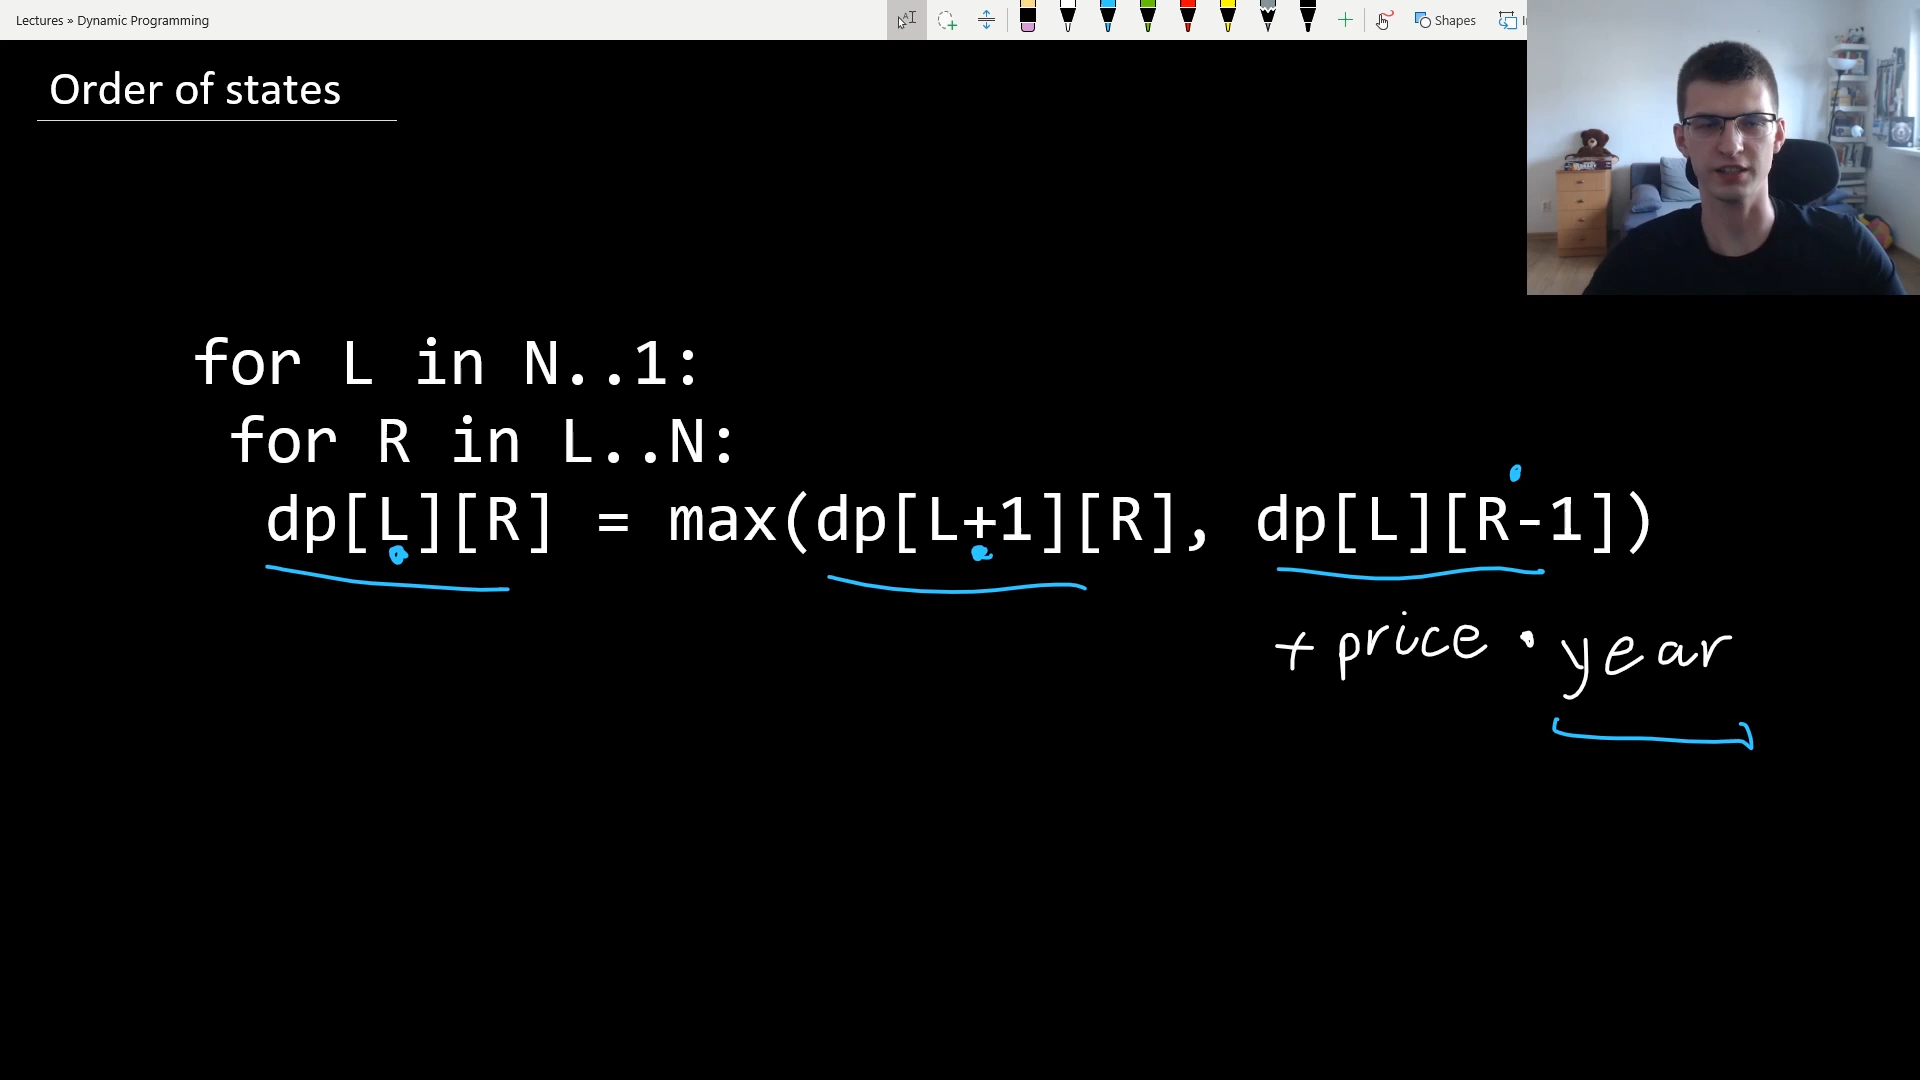 Lectures » Dynamic Programming
Shapes
Order of states
for L in N..1:
for R in L..N:
dp[L][R] = max(dp[L+1][R], dp[L][R-1])
+ price · year